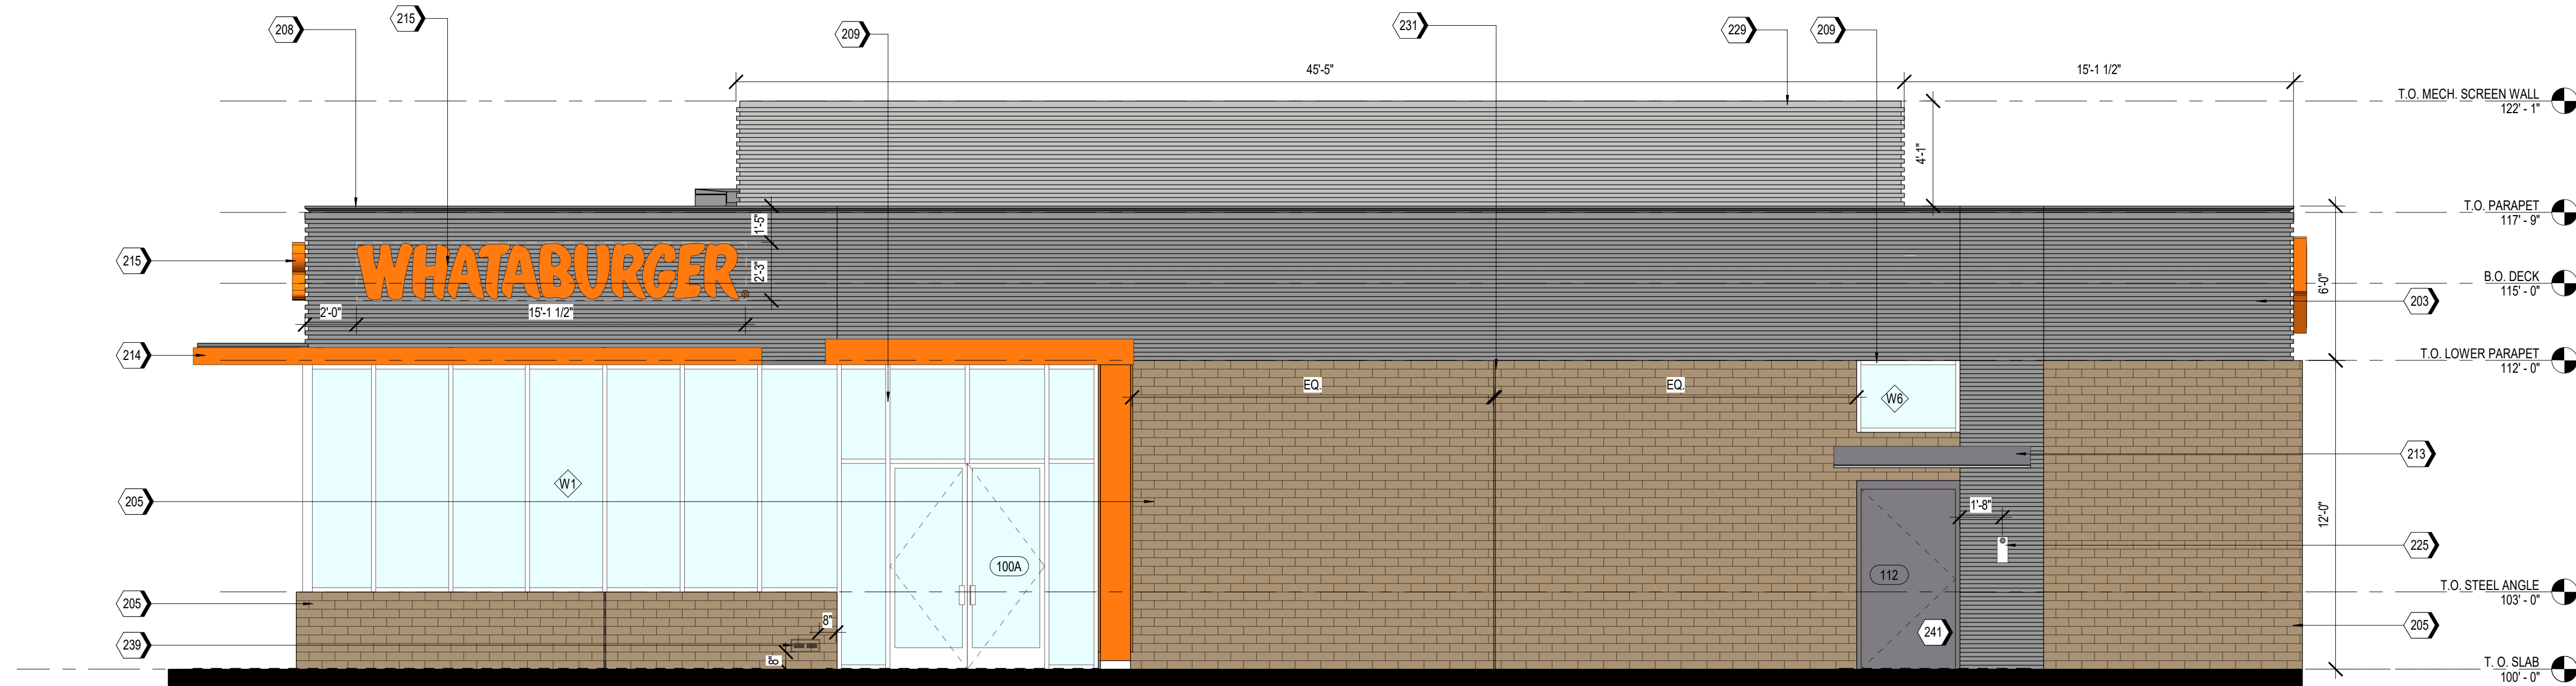 208
215
209
231
229
209
45'-5"
15'-1 1/2"
T.O. MECH. SCREEN WALL
122' - 1"
4'-1"
T.O. PARAPET
117' - 9"
1'-5"
215
WHATABURGER
2'-3"
B.O. DECK
115' - 0"
6'-0"
203
2'-0"
15'-1 1/2"
214
T.O. LOWER PARAPET
112' - 0"
EQ.
EQ.
W6
213
W1
205
1'-8"
12'-0"
225
100A
112
T.O. STEEL ANGLE
103' - 0"
205
8"
241
205
239
8"
T. O. SLAB
100' - 0"